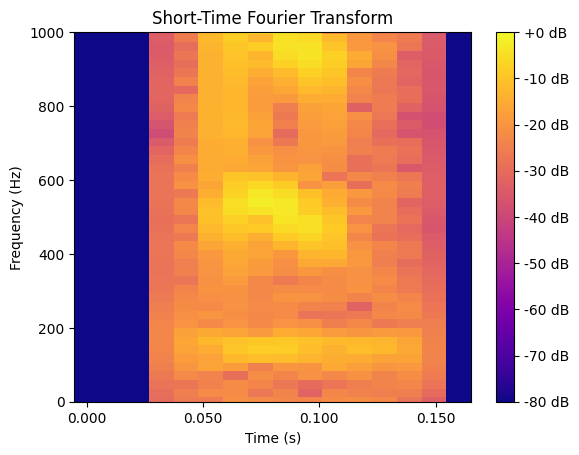 Short-Time Fourier Transform
1000
800
600
400
200
0
Frequency (Hz)
0.000
0.050
0.100
0.150
Time (s)
+0 dB
-10 dB
-20 dB
-30 dB
-40 dB
-50 dB
-60 dB
-70 dB
-80 dB